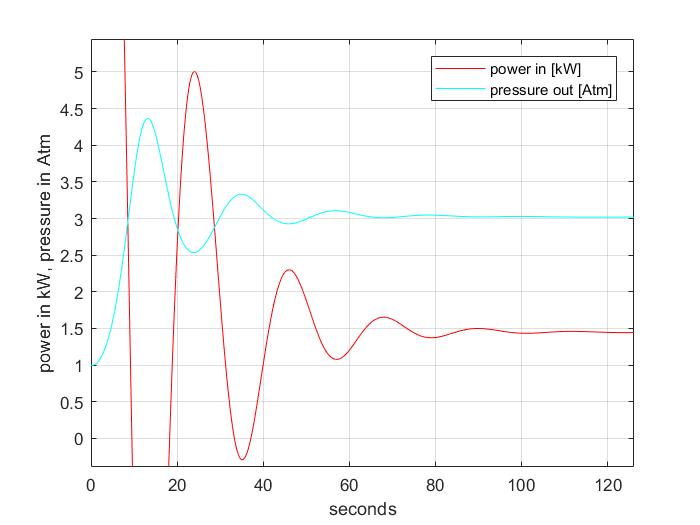 power in [kW]
pressure out [Atm]
5
4.5
4
3.5
3
2.5
2
1.5
1
0.5
0
power in kW, pressure in Atm
0 20 40 60 80 100 120
seconds